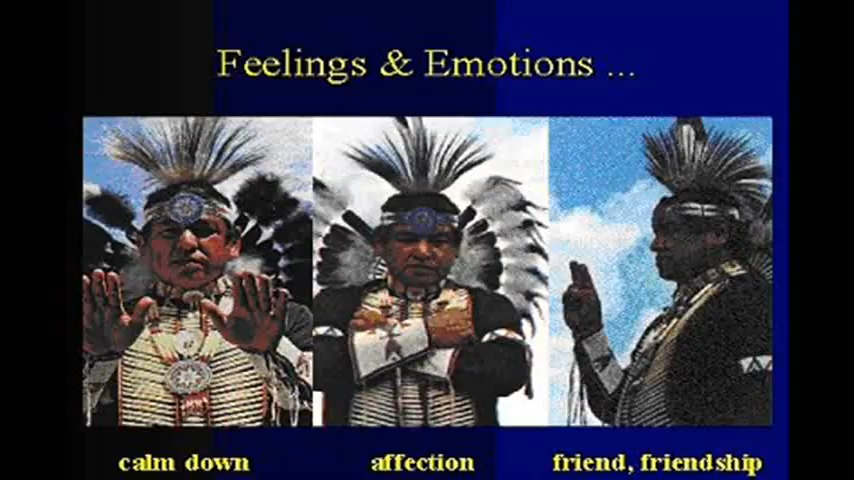 Feelings & Emotions ...
calm down
affection
friend, friendship